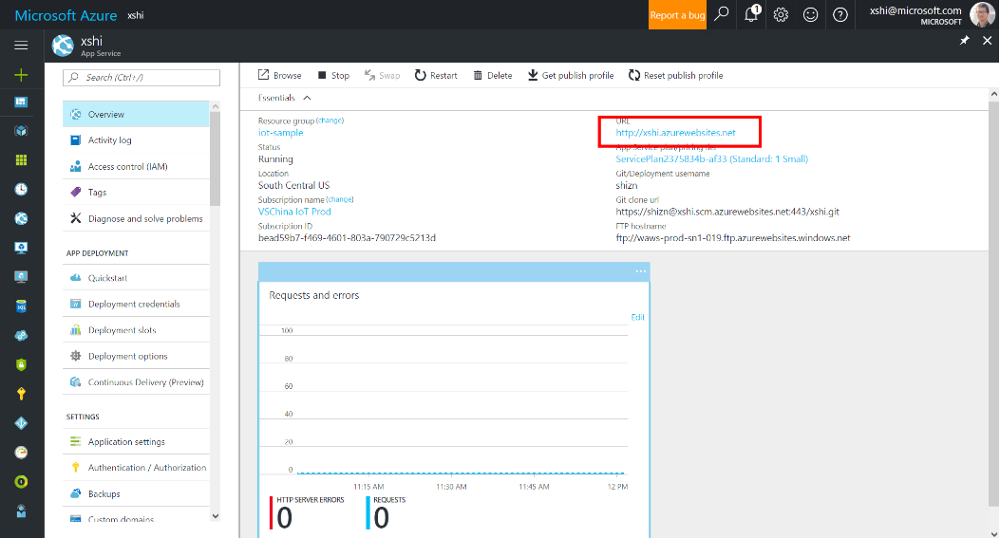 Microsoft Azure xshi
Report a bug
1
xshi@microsoft.com
MICROSOFT
xshi
App Service
Search (Ctrl+/)
Overview
Activity log
Access control (IAM)
Tags
Diagnose and solve problems
APP DEPLOYMENT
Quickstart
Deployment credentials
Deployment slots
Deployment options
Continuous Delivery (Preview)
SETTINGS
Application settings
Authentication / Authorization
Backups
Custom domains
Browse Stop Swap Restart Delete Get publish profile Reset publish profile
Essentials
Resource group (change)
iot-sample
Status
Running
Location
South Central US
Subscription name (change)
VSChina IoT Prod
Subscription ID
bead59b7-f469-4601-803a-790729c5213d
URL
http://xshi.azurewebsites.net
App Service plan/pricing tier
ServicePlan2375834b-af33 (Standard: 1 Small)
Git/Deployment username
shizn
Git clone url
https://shizn@xshi.scm.azurewebsites.net:443/xshi.git
FTP hostname
ftp://waws-prod-sn1-019.ftp.azurewebsites.windows.net
...
Requests and errors
Edit
100
80
60
40
20
0
11:15 AM 11:30 AM 11:45 AM 12 PM
HTTP SERVER ERRORS
0
REQUESTS
0
SQL